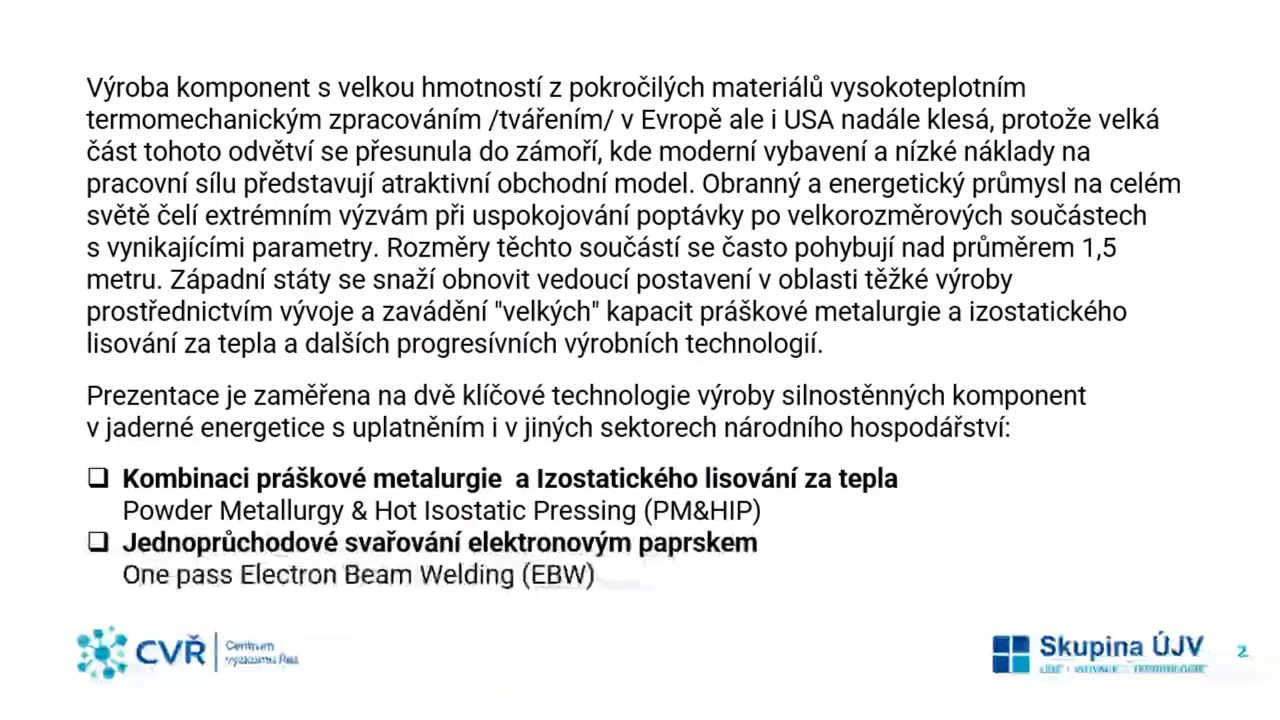 Výroba komponent s velkou hmotností z pokročilých materiálů vysokoteplotním
termomechanickým zpracováním /tvářením/ v Evropě ale i USA nadále klesá, protože velká
část tohoto odvětví se přesunula do zámoří, kde moderní vybavení a nízké náklady na
pracovní sílu představují atraktivní obchodní model. Obranný a energetický průmysl na celém
světě čelí extrémním výzvám při uspokojování poptávky po velkorozměrových součástech
s vynikajícími parametry. Rozměry těchto součástí se často pohybují nad průměrem 1,5
metru. Západní státy se snaží obnovit vedoucí postavení v oblasti těžké výroby
prostřednictvím vývoje a zavádění "velkých" kapacit práškové metalurgie a izostatického
lisování za tepla a dalších progresívních výrobních technologií.
Prezentace je zaměřena na dvě klíčové technologie výroby silnostěnných komponent
v jaderné energetice s uplatněním i v jiných sektorech národního hospodářství:
❑ Kombinaci práškové metalurgie a Izostatického lisování za tepla
Powder Metallurgy & Hot Isostatic Pressing (PM&HIP)
❑ Jednoprůchodové svařování elektronovým paprskem
One pass Electron Beam Welding (EBW)
CVŘ
Centrum
výzkumu Řež
Skupina ÚJV
2